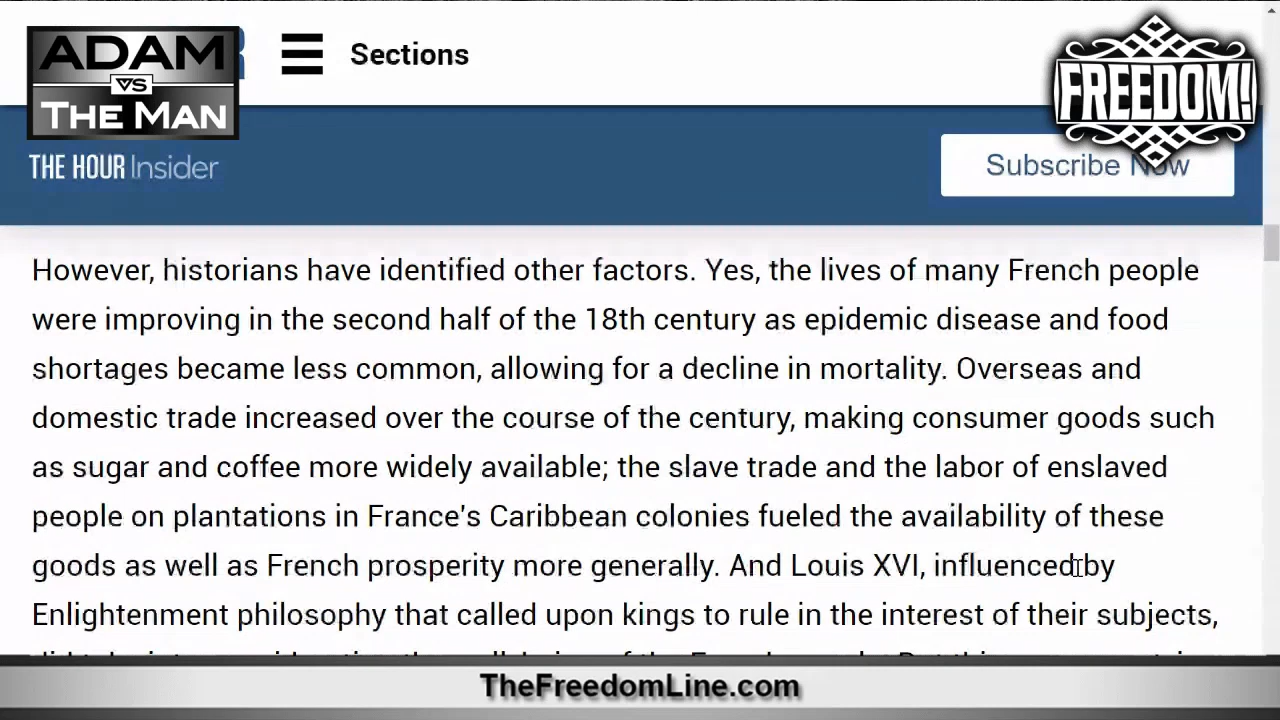 ADAM
VS
THE MAN
Sections
FREEDOM!
THE HOUR Insider
Subscribe Now
However, historians have identified other factors. Yes, the lives of many French people
were improving in the second half of the 18th century as epidemic disease and food
shortages became less common, allowing for a decline in mortality. Overseas and
domestic trade increased over the course of the century, making consumer goods such
as sugar and coffee more widely available; the slave trade and the labor of enslaved
people on plantations in France's Caribbean colonies fueled the availability of these
goods as well as French prosperity more generally. And Louis XVI, influenced by
Enlightenment philosophy that called upon kings to rule in the interest of their subjects,
TheFreedomLine.com